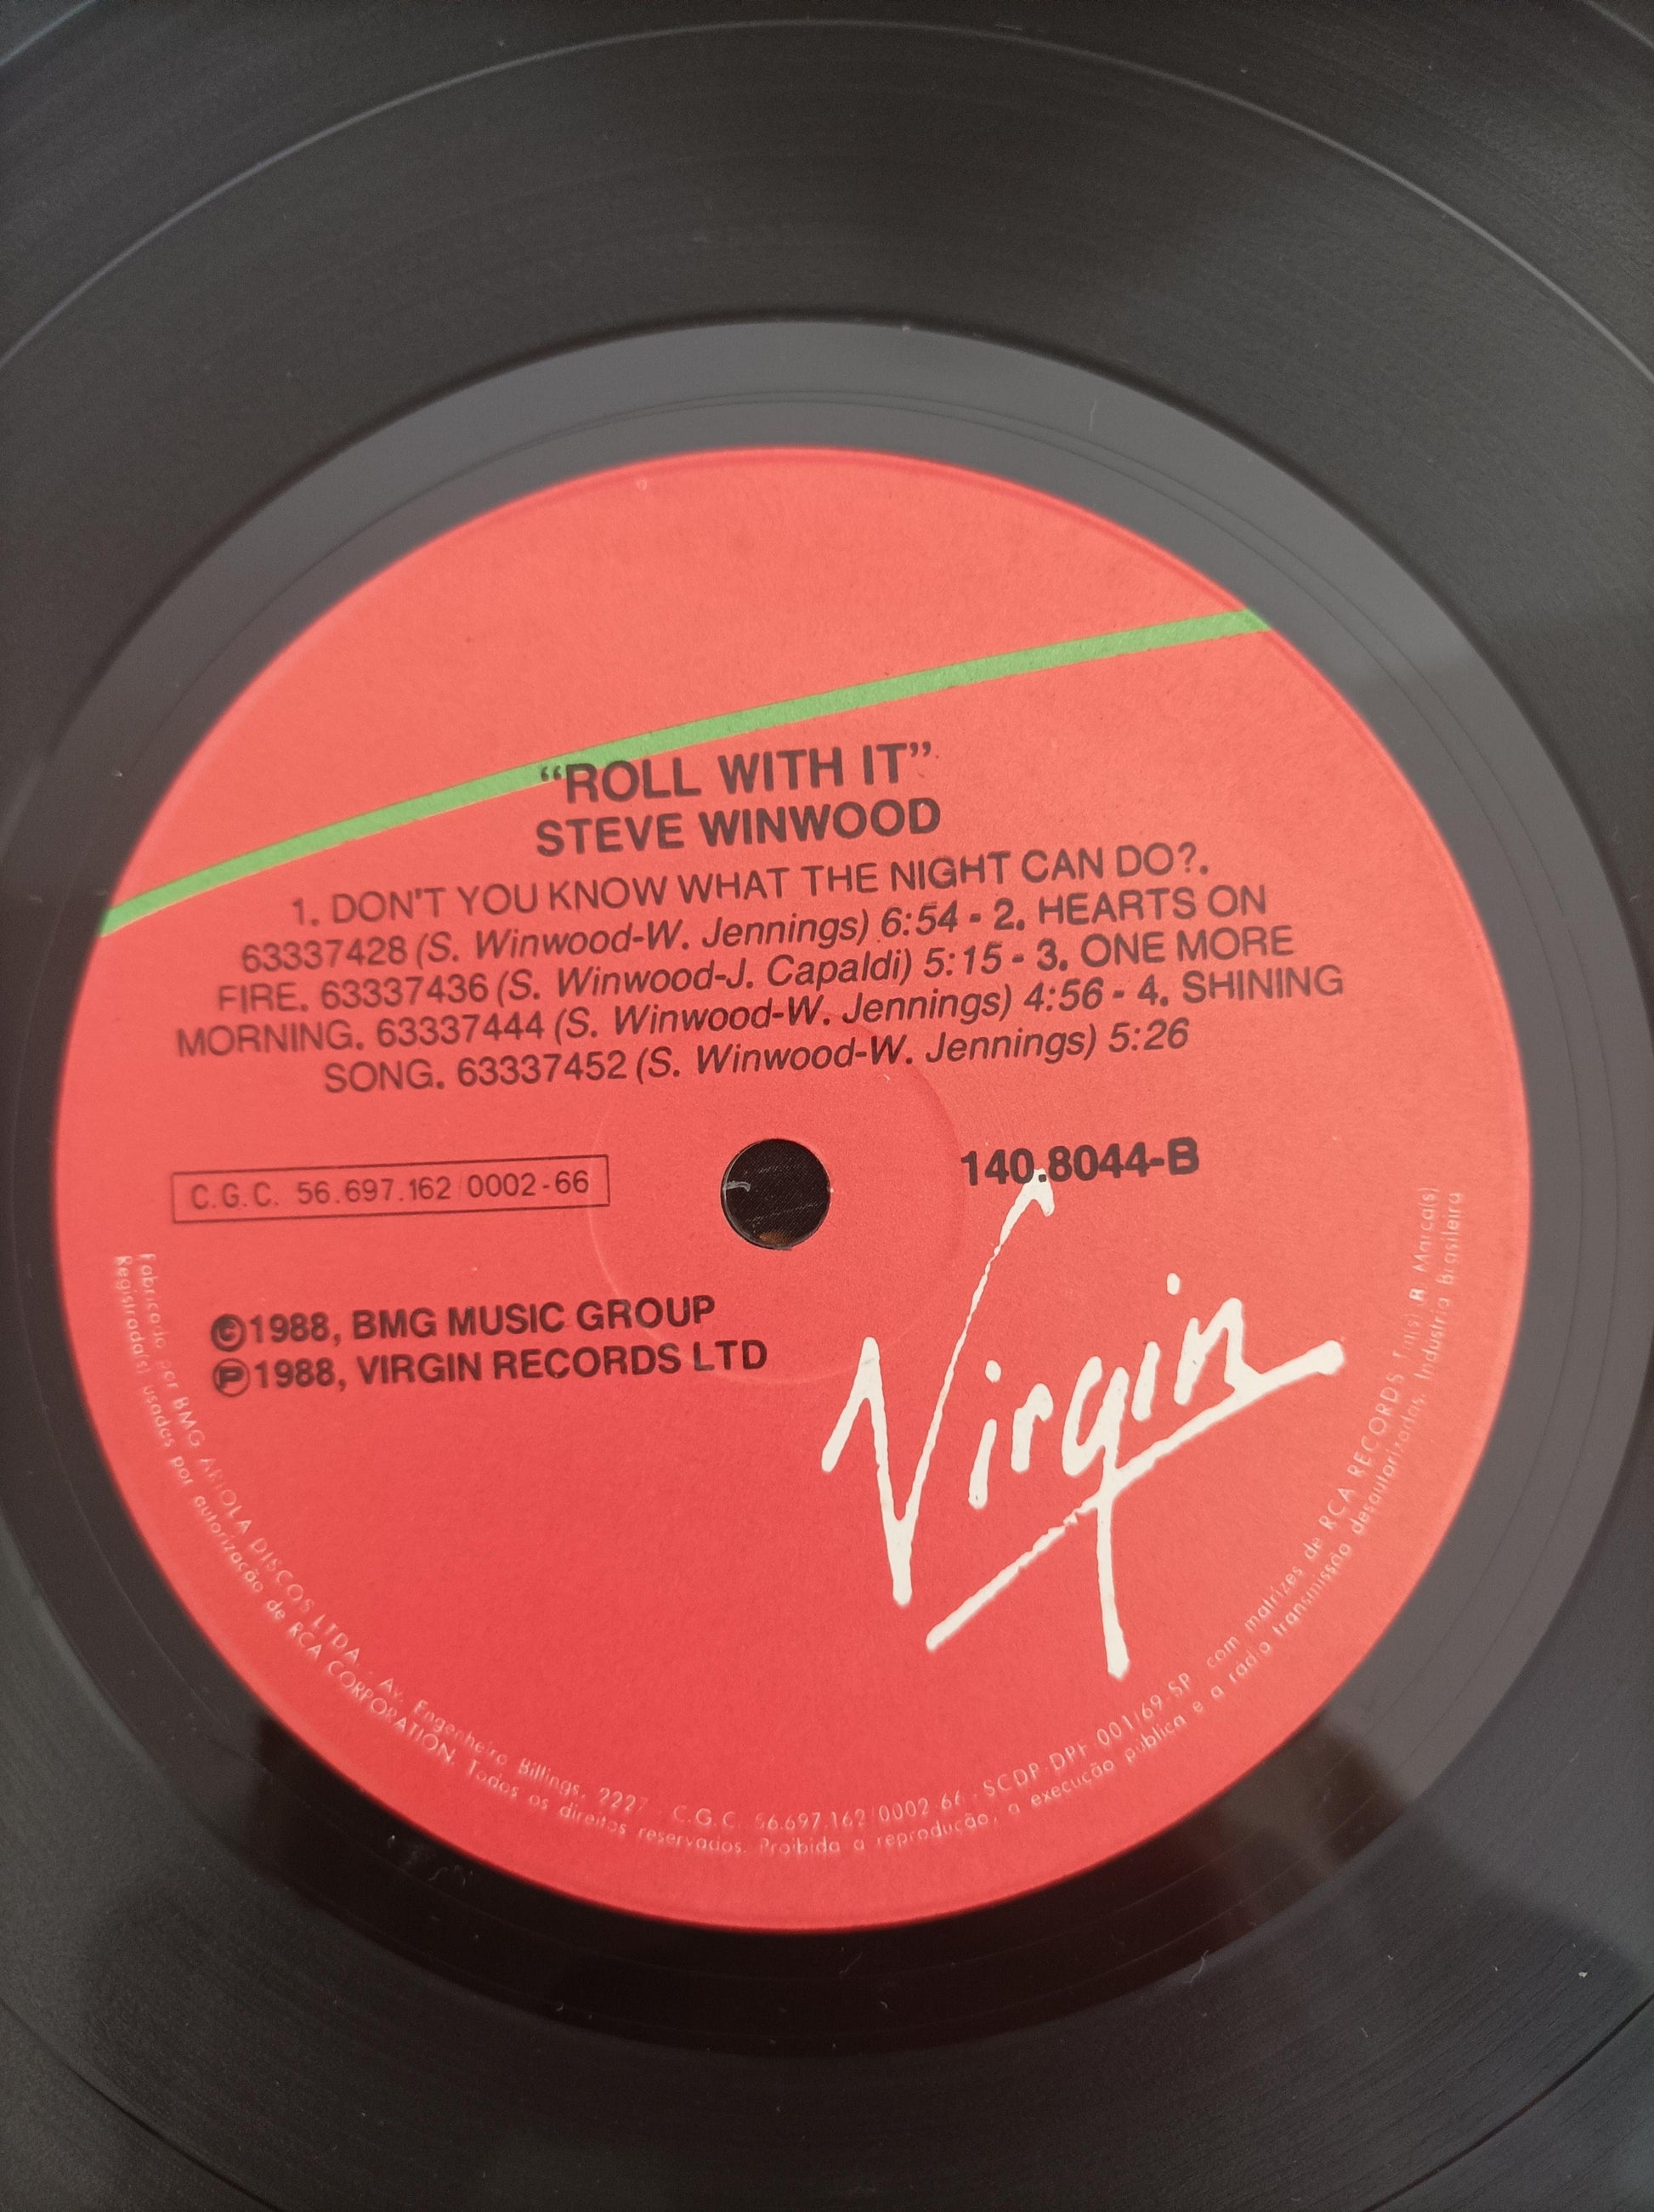 “ROLL WITH IT”
STEVE WINWOOD
1. DON'T YOU KNOW WHAT THE NIGHT CAN DO?.
63337428 (S. Winwood-W. Jennings) 6:54 - 2. HEARTS ON
FIRE. 63337436 (S. Winwood-J. Capaldi) 5:15 - 3. ONE MORE
MORNING. 63337444 (S. Winwood-W. Jennings) 4:56 - 4. SHINING
SONG. 63337452 (S. Winwood-W. Jennings) 5:26
C.G.C. 56.697.162/0002-66
140.8044-B
©1988, BMG MUSIC GROUP
℗1988, VIRGIN RECORDS LTD
Virgin
Fabricado por BMG ARIOLA DISCOS LTDA. - Av. Engenheiro Billings, 2227 - C.G.C. 56.697.162/0002-66 - SCDP-DPF-001/69-SP com matrizes de RCA RECORDS Marca(s)
Registrada(s) usadas por autorização de RCA CORPORATION. Todos os direitos reservados. Proibida a reprodução, a execução pública e a rádio transmissão desautorizadas. Indústria Brasileira